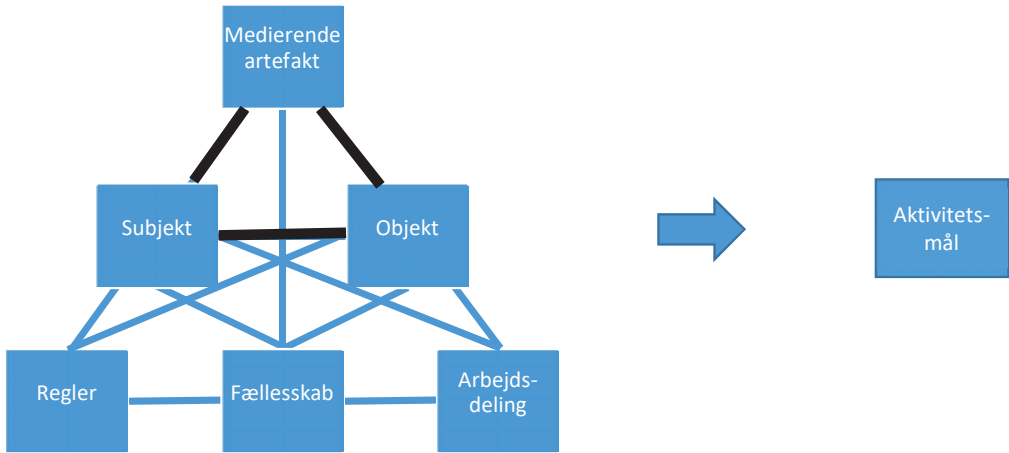 Medierende
artefakt
Subjekt
Objekt
Aktivitets-
mål
Regler
Fællesskab
Arbejds-
deling